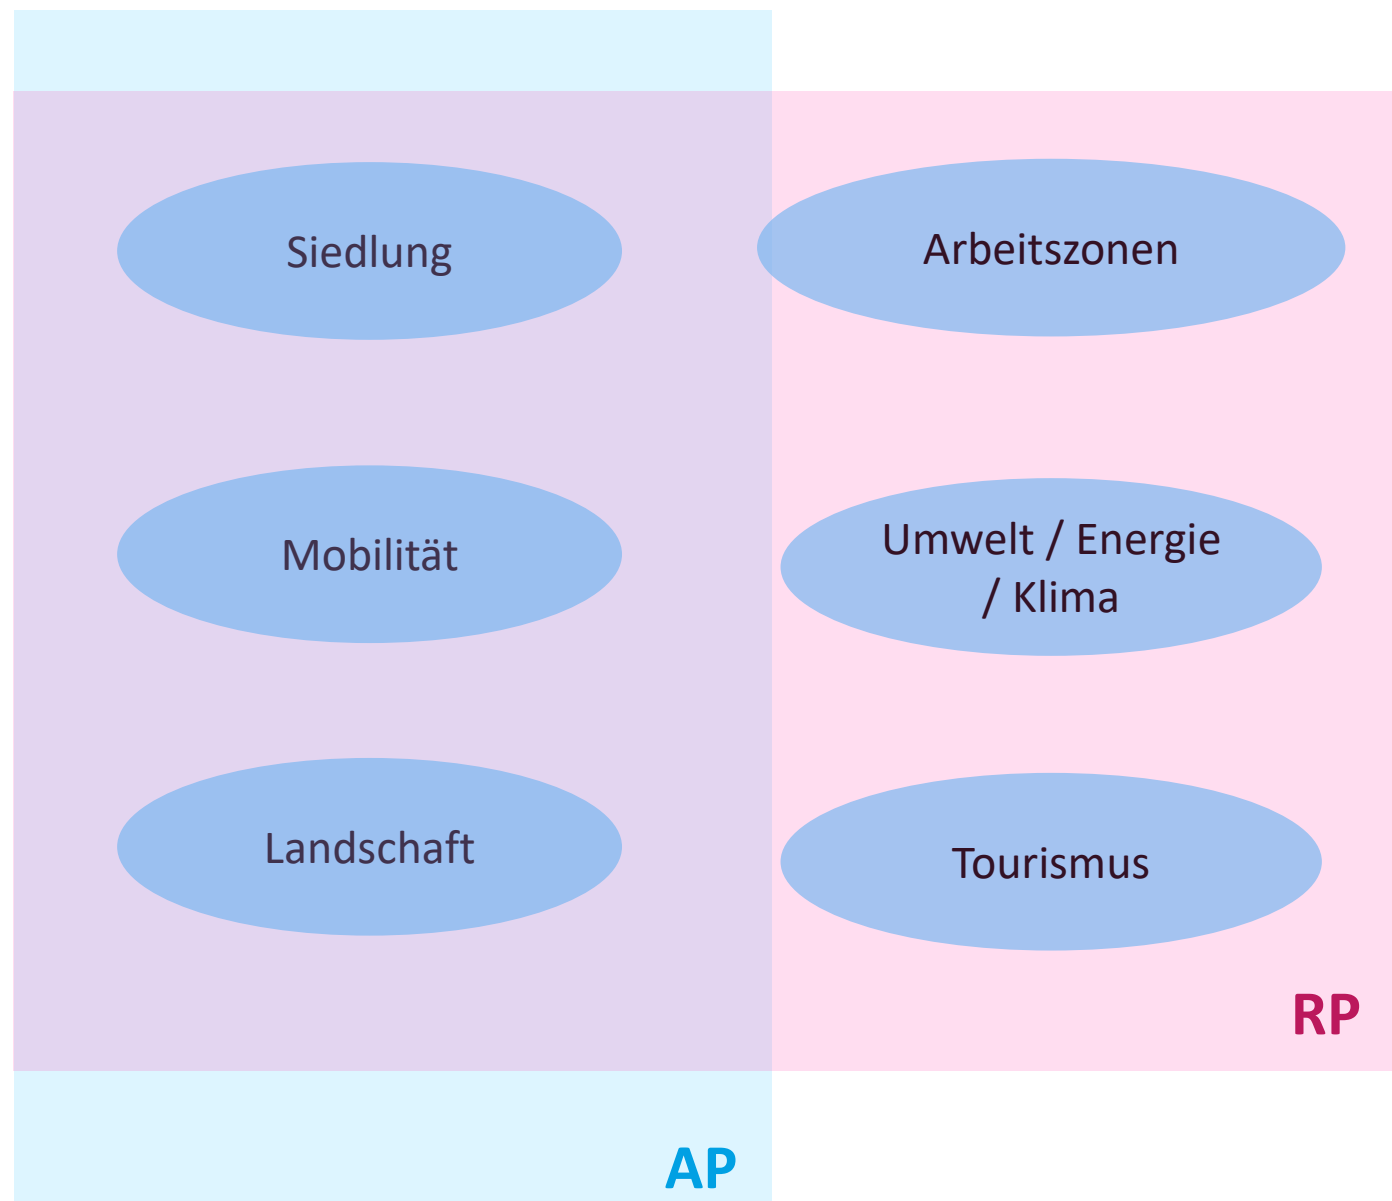 Siedlung
Arbeitszonen
Mobilität
Umwelt / Energie
/ Klima
Landschaft
Tourismus
RP
AP